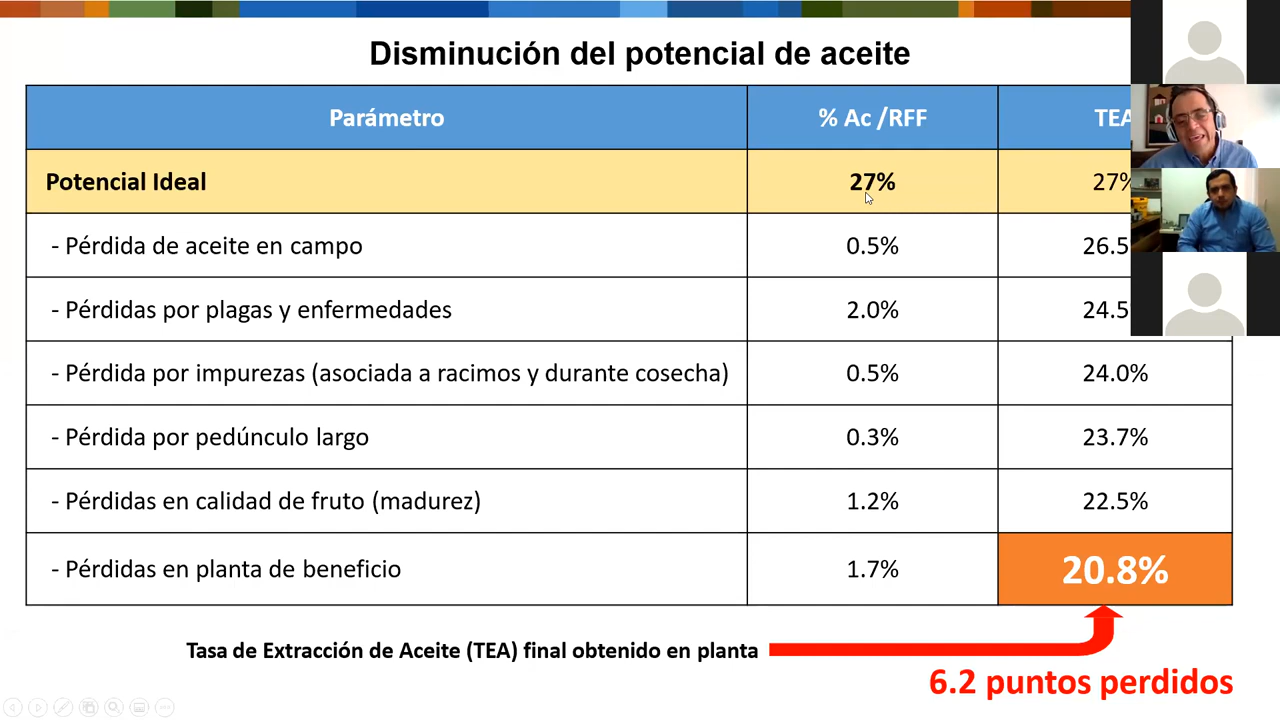 Disminución del potencial de aceite
Parámetro % Ac /RFF TEA
Potencial Ideal 27% 27%
- Pérdida de aceite en campo 0.5% 26.5
- Pérdidas por plagas y enfermedades 2.0% 24.5
- Pérdida por impurezas (asociada a racimos y durante cosecha) 0.5% 24.0%
- Pérdida por pedúnculo largo 0.3% 23.7%
- Pérdidas en calidad de fruto (madurez) 1.2% 22.5%
- Pérdidas en planta de beneficio 1.7% 20.8%
Tasa de Extracción de Aceite (TEA) final obtenido en planta
6.2 puntos perdidos